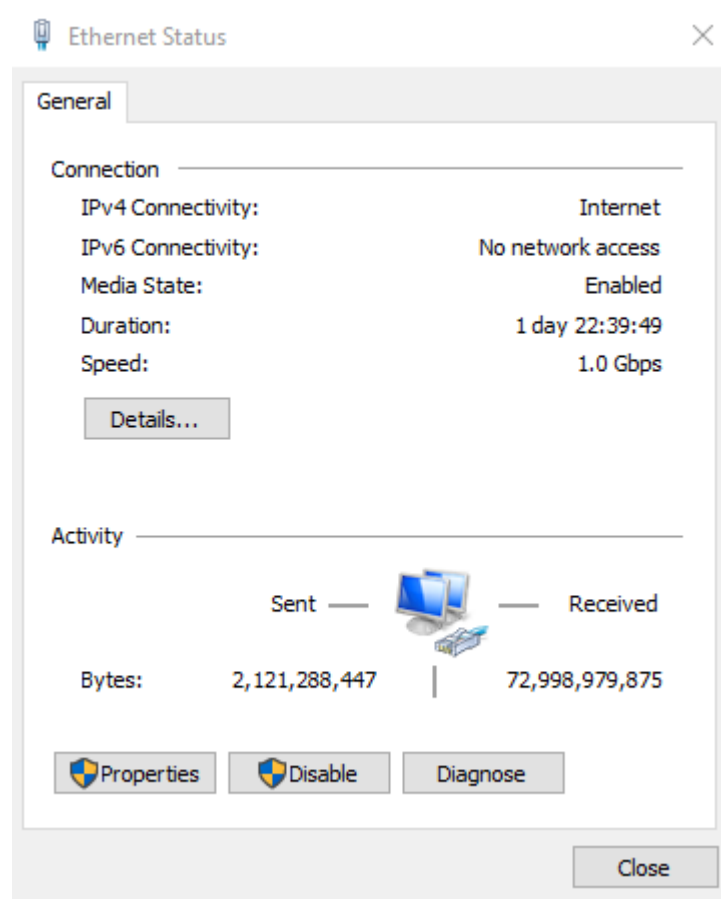 Ethernet Status
General
Connection
IPv4 Connectivity: Internet
IPv6 Connectivity: No network access
Media State: Enabled
Duration: 1 day 22:39:49
Speed: 1.0 Gbps
Details...
Activity
Sent Received
Bytes: 2,121,288,447 72,998,979,875
Properties Disable Diagnose
Close